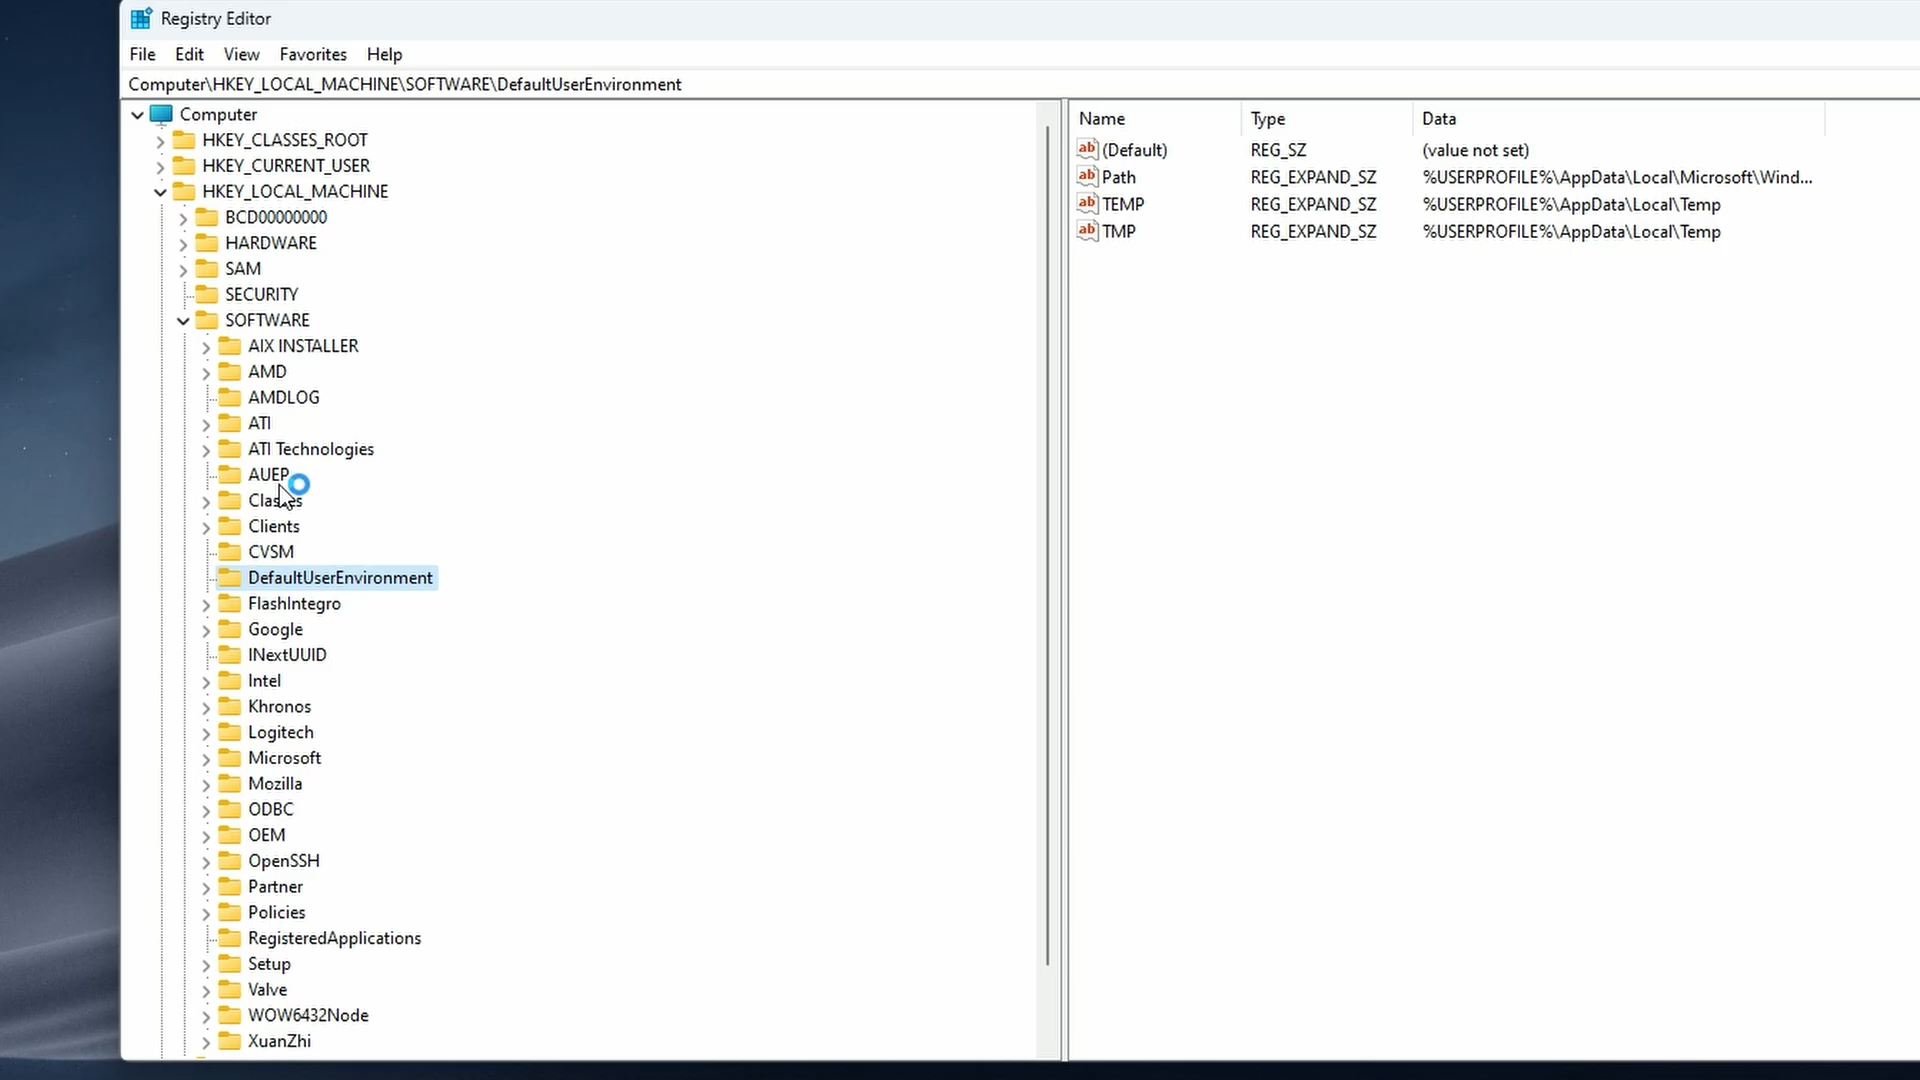 Registry Editor
File Edit View Favorites Help
Computer\HKEY_LOCAL_MACHINE\SOFTWARE\DefaultUserEnvironment
Computer
HKEY_CLASSES_ROOT
HKEY_CURRENT_USER
HKEY_LOCAL_MACHINE
BCD00000000
HARDWARE
SAM
SECURITY
SOFTWARE
AIX INSTALLER
AMD
AMDLOG
ATI
ATI Technologies
AUEP
Classes
Clients
CVSM
DefaultUserEnvironment
FlashIntegro
Google
INextUUID
Intel
Khronos
Logitech
Microsoft
Mozilla
ODBC
OEM
OpenSSH
Partner
Policies
RegisteredApplications
Setup
Valve
WOW6432Node
XuanZhi
Name Type Data
(Default) REG_SZ (value not set)
Path REG_EXPAND_SZ %USERPROFILE%\AppData\Local\Microsoft\Wind...
TEMP REG_EXPAND_SZ %USERPROFILE%\AppData\Local\Temp
TMP REG_EXPAND_SZ %USERPROFILE%\AppData\Local\Temp